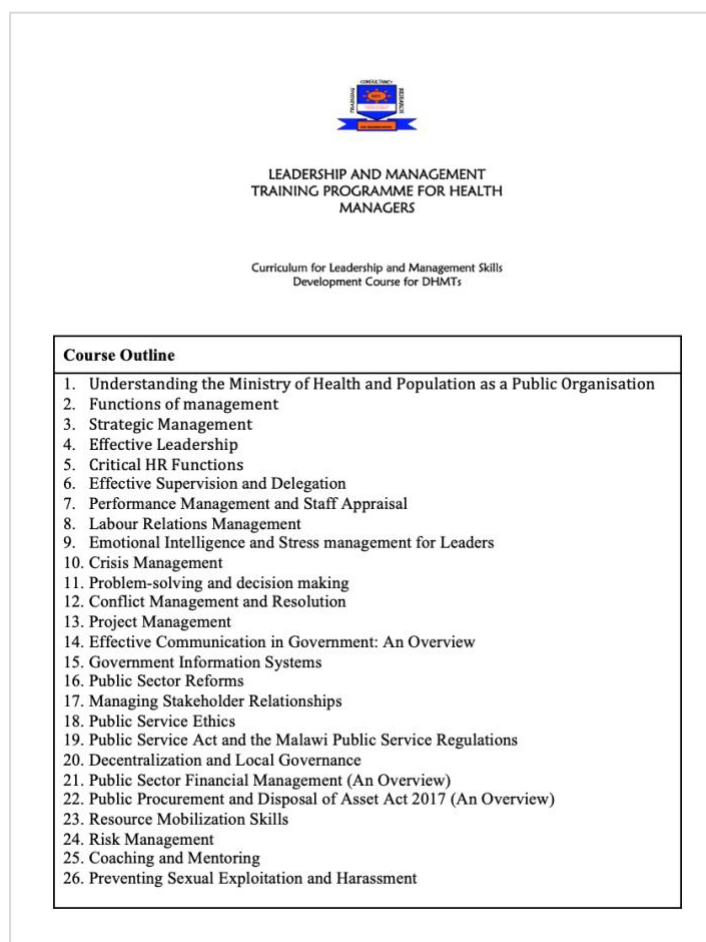 CONSULTANCY
TRAINING
RESEARCH
LEADERSHIP AND MANAGEMENT
TRAINING PROGRAMME FOR HEALTH
MANAGERS
Curriculum for Leadership and Management Skills
Development Course for DHMTs
Course Outline
1. Understanding the Ministry of Health and Population as a Public Organisation
2. Functions of management
3. Strategic Management
4. Effective Leadership
5. Critical HR Functions
6. Effective Supervision and Delegation
7. Performance Management and Staff Appraisal
8. Labour Relations Management
9. Emotional Intelligence and Stress management for Leaders
10. Crisis Management
11. Problem-solving and decision making
12. Conflict Management and Resolution
13. Project Management
14. Effective Communication in Government: An Overview
15. Government Information Systems
16. Public Sector Reforms
17. Managing Stakeholder Relationships
18. Public Service Ethics
19. Public Service Act and the Malawi Public Service Regulations
20. Decentralization and Local Governance
21. Public Sector Financial Management (An Overview)
22. Public Procurement and Disposal of Asset Act 2017 (An Overview)
23. Resource Mobilization Skills
24. Risk Management
25. Coaching and Mentoring
26. Preventing Sexual Exploitation and Harassment